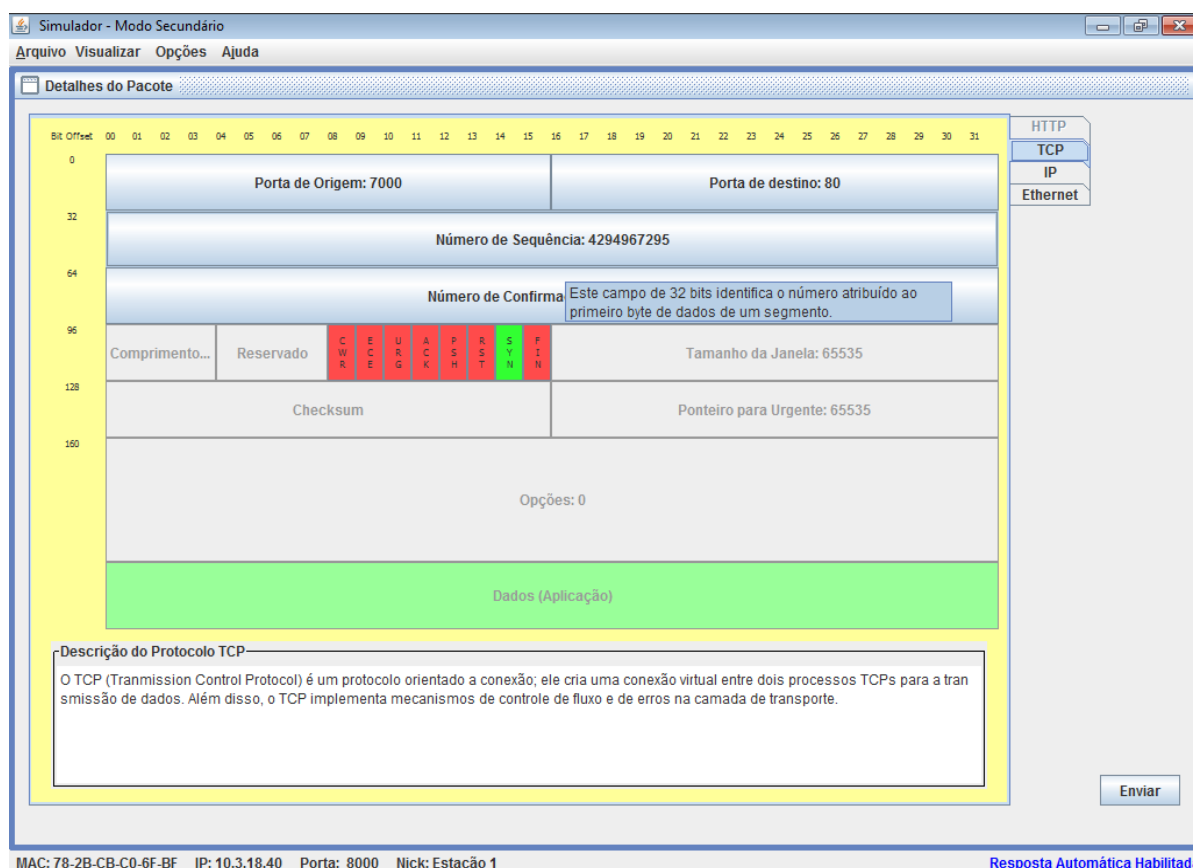 Simulador - Modo Secundário
Arquivo Visualizar Opções Ajuda
Detalhes do Pacote
Bit Offset 00 01 02 03 04 05 06 07 08 09 10 11 12 13 14 15 16 17 18 19 20 21 22 23 24 25 26 27 28 29 30 31
HTTP
TCP
IP
Ethernet
0
Porta de Origem: 7000 Porta de destino: 80
32
Número de Sequência: 4294967295
64
Número de Confirma
Este campo de 32 bits identifica o número atribuído ao
primeiro byte de dados de um segmento.
96
Comprimento... Reservado CWR ECE URG ACK PSH RST SYN FIN Tamanho da Janela: 65535
128
Checksum Ponteiro para Urgente: 65535
160
Opções: 0
Dados (Aplicação)
Descrição do Protocolo TCP
O TCP (Tranmission Control Protocol) é um protocolo orientado a conexão; ele cria uma conexão virtual entre dois processos TCPs para a tran
smissão de dados. Além disso, o TCP implementa mecanismos de controle de fluxo e de erros na camada de transporte.
Enviar
MAC: 78-2B-CB-C0-6F-BF IP: 10.3.18.40 Porta: 8000 Nick: Estação 1 Resposta Automática Habilitad